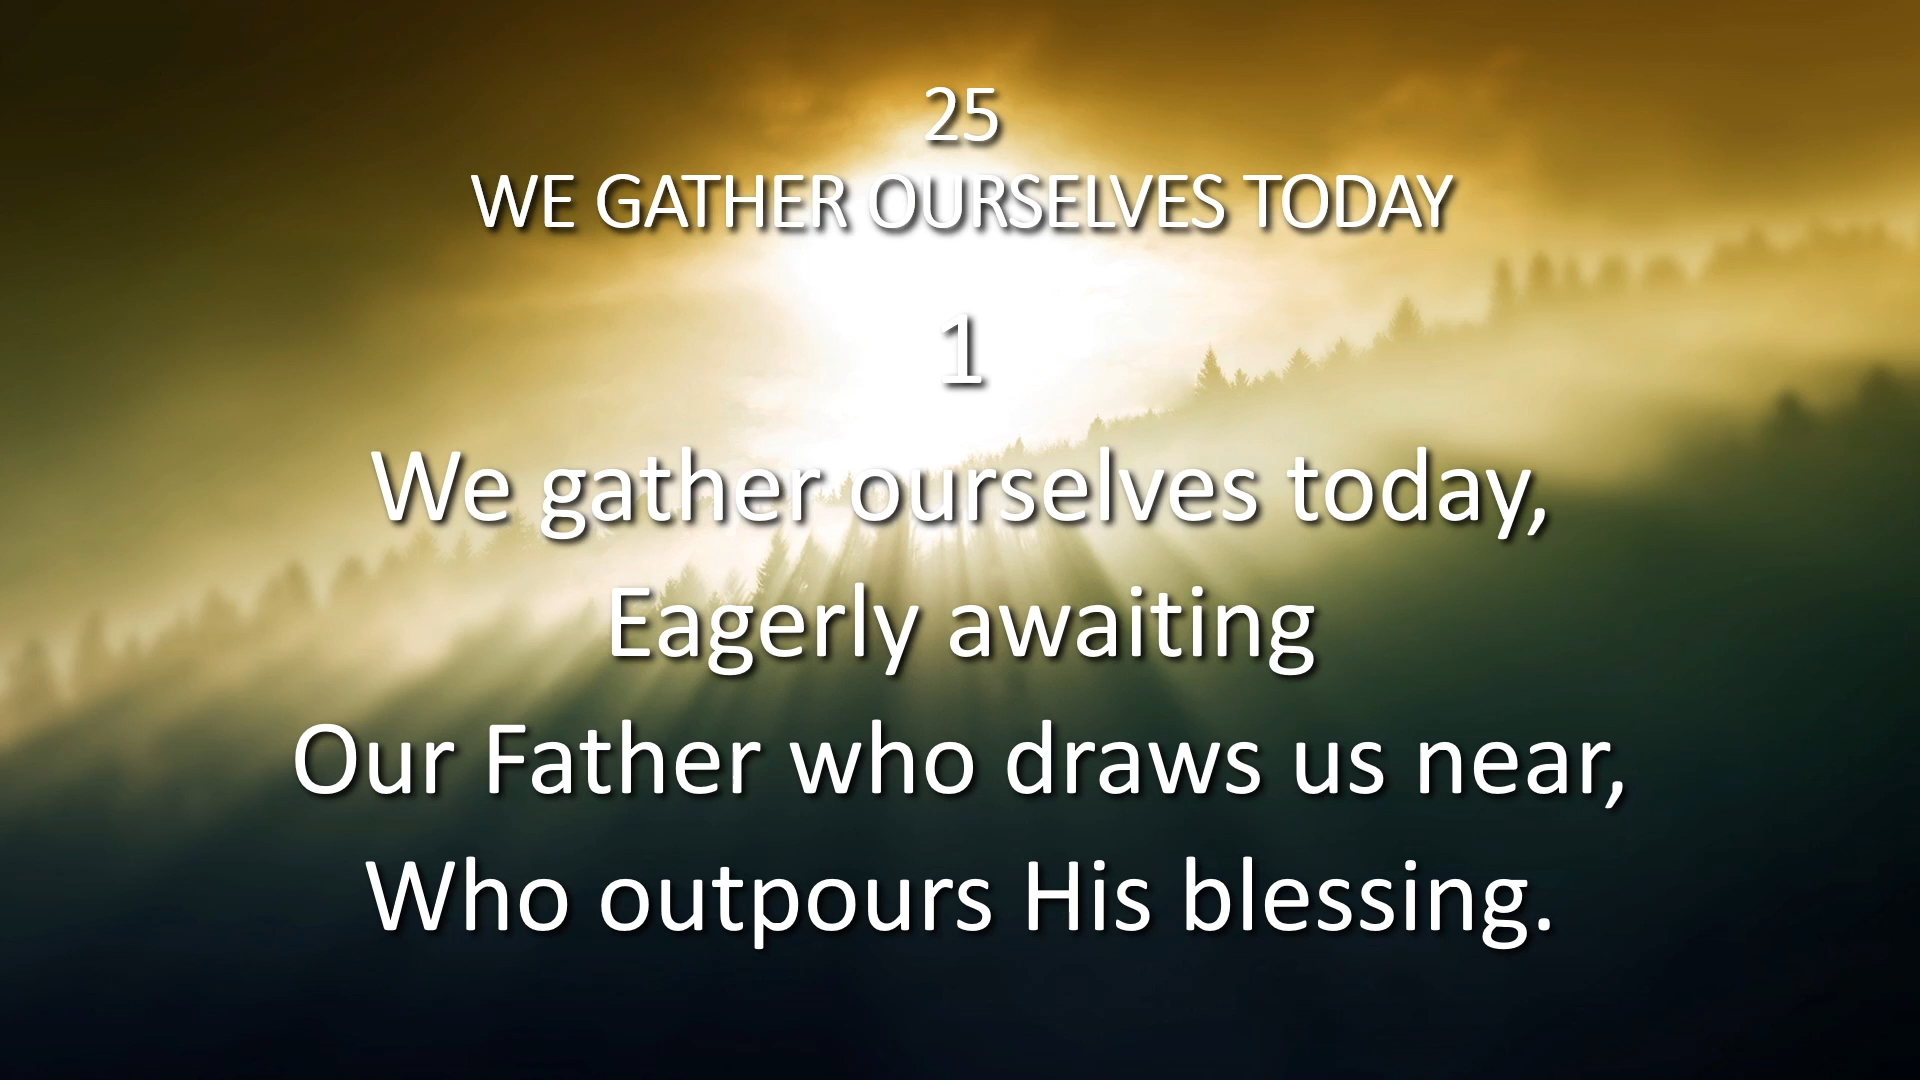 25
WE GATHER OURSELVES TODAY
1
We gather ourselves today,
Eagerly awaiting
Our Father who draws us near,
Who outpours His blessing.